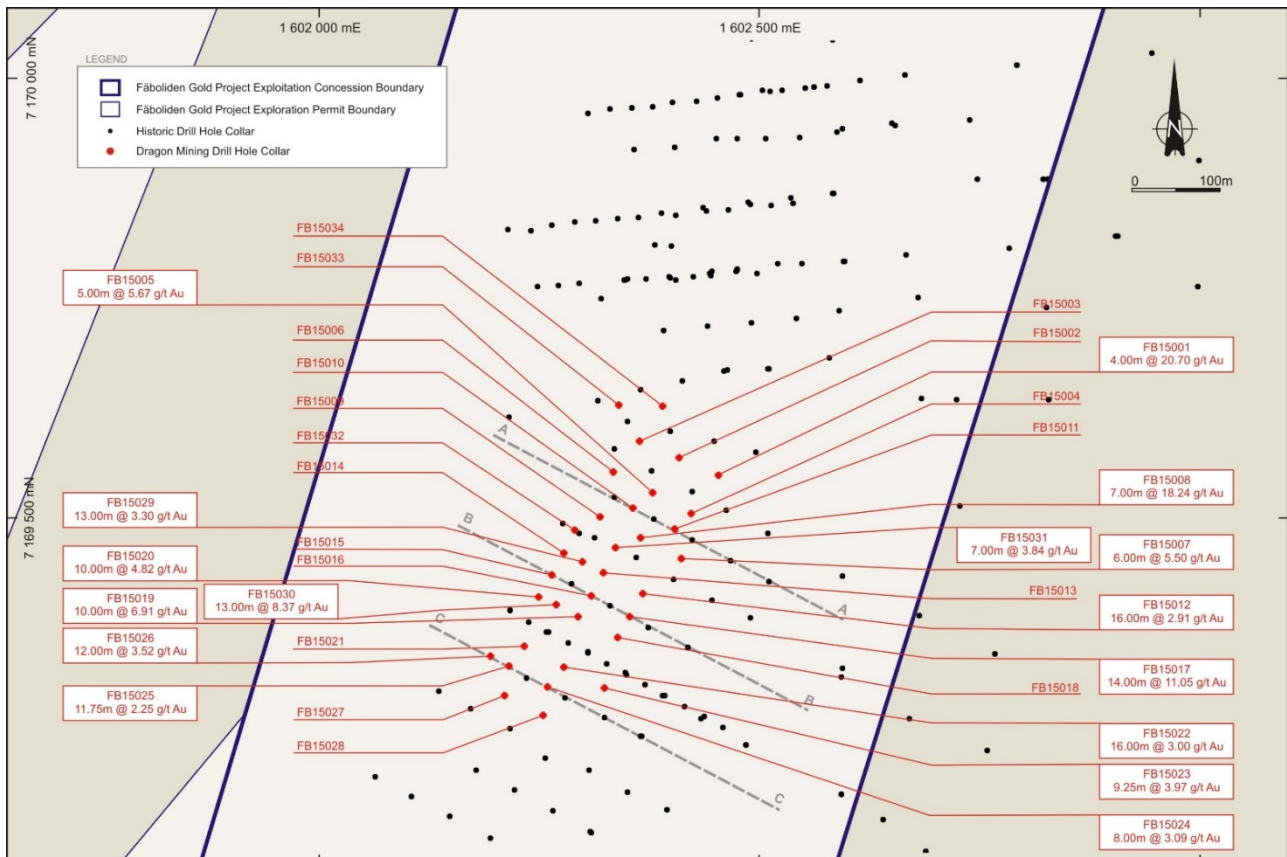 1 602 000 mE
1 602 500 mE
7 170 000 mN
7 169 500 mN
LEGEND
Fäboliden Gold Project Exploitation Concession Boundary
Fäboliden Gold Project Exploration Permit Boundary
Historic Drill Hole Collar
Dragon Mining Drill Hole Collar
N
0 100m
FB15034
FB15033
FB15005
5.00m @ 5.67 g/t Au
FB15006
FB15010
FB15009
FB15032
FB15014
FB15029
13.00m @ 3.30 g/t Au
FB15015
FB15020
10.00m @ 4.82 g/t Au
FB15016
FB15030
13.00m @ 8.37 g/t Au
FB15019
10.00m @ 6.91 g/t Au
FB15026
12.00m @ 3.52 g/t Au
FB15021
FB15025
11.75m @ 2.25 g/t Au
FB15027
FB15028
A
B
C
A
B
C
FB15003
FB15002
FB15001
4.00m @ 20.70 g/t Au
FB15004
FB15011
FB15008
7.00m @ 18.24 g/t Au
FB15031
7.00m @ 3.84 g/t Au
FB15007
6.00m @ 5.50 g/t Au
FB15013
FB15012
16.00m @ 2.91 g/t Au
FB15017
14.00m @ 11.05 g/t Au
FB15018
FB15022
16.00m @ 3.00 g/t Au
FB15023
9.25m @ 3.97 g/t Au
FB15024
8.00m @ 3.09 g/t Au